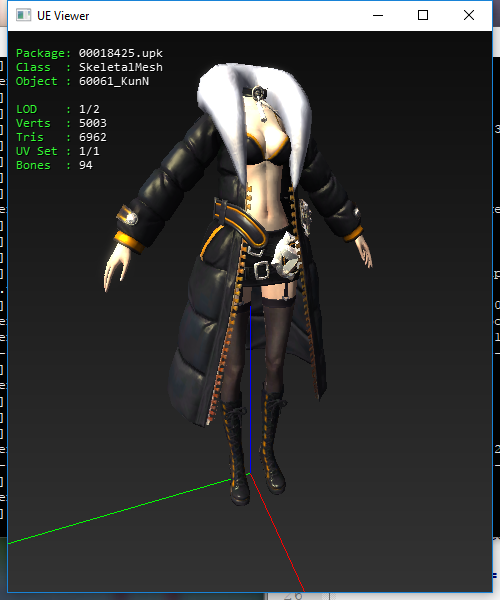 UE Viewer
Package: 00018425.upk
Class : SkeletalMesh
Object : 60061_KunN
LOD : 1/2
Verts : 5003
Tris : 6962
UV Set : 1/1
Bones : 94